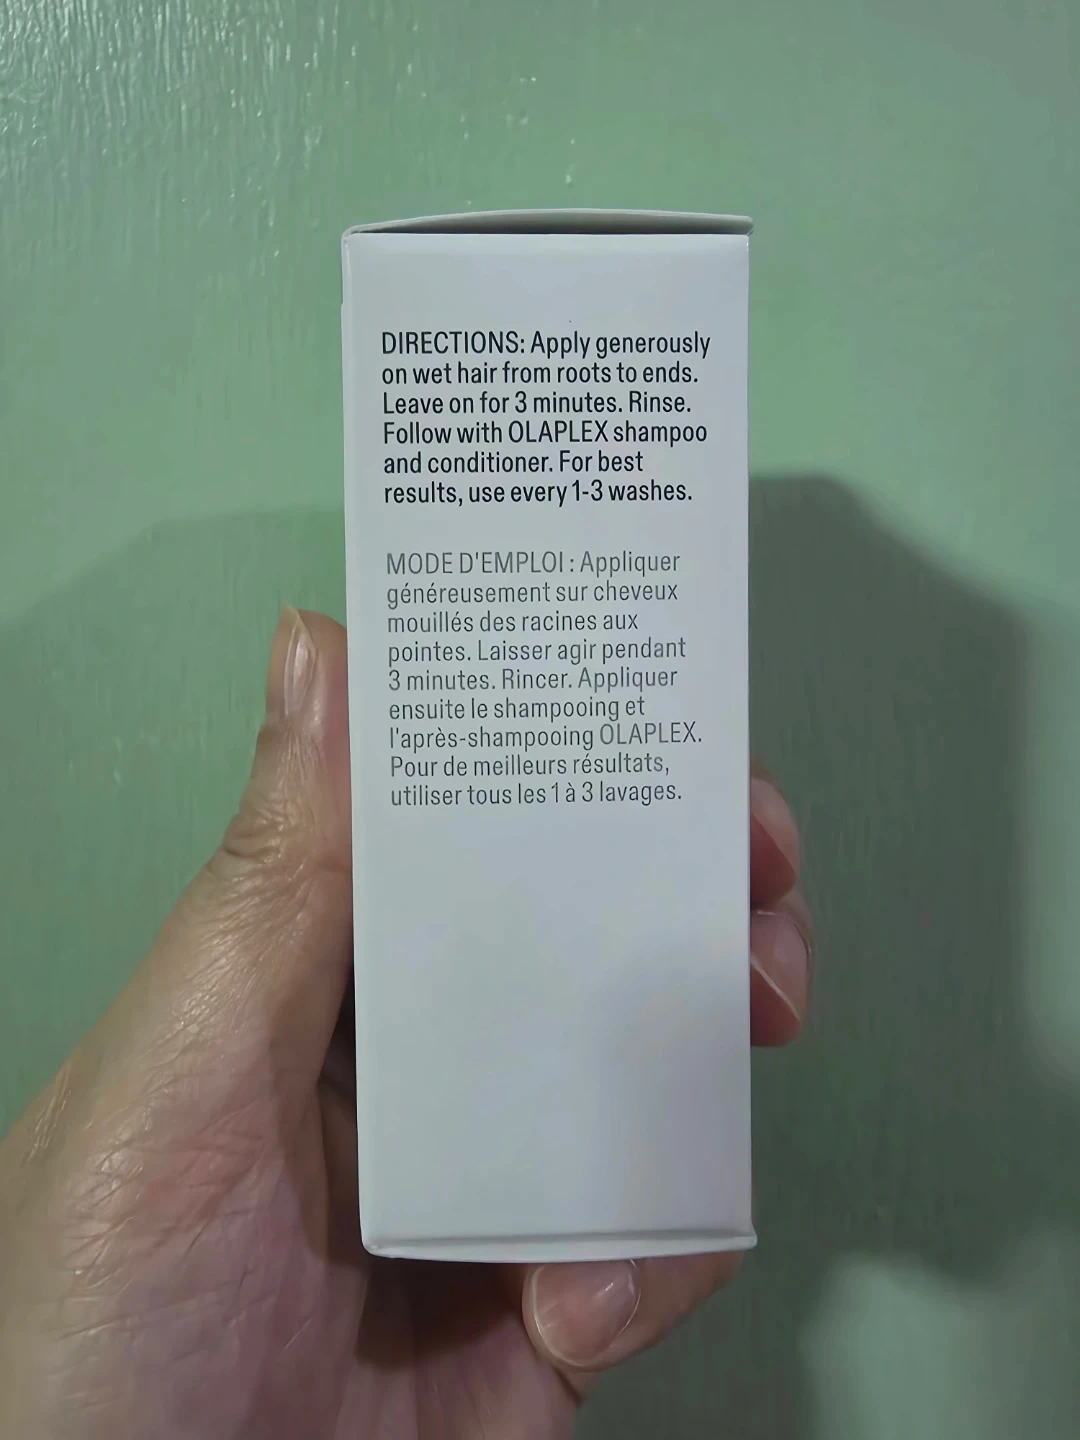 DIRECTIONS: Apply generously
on wet hair from roots to ends.
Leave on for 3 minutes. Rinse.
Follow with OLAPLEX shampoo
and conditioner. For best
results, use every 1-3 washes.
MODE D'EMPLOI : Appliquer
généreusement sur cheveux
mouillés des racines aux
pointes. Laisser agir pendant
3 minutes. Rincer. Appliquer
ensuite le shampooing et
l'après-shampooing OLAPLEX.
Pour de meilleurs résultats,
utiliser tous les 1 à 3 lavages.